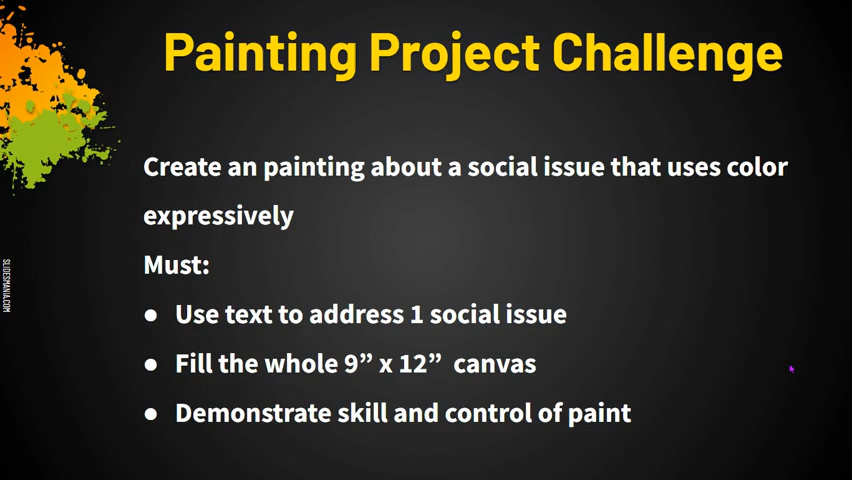 Painting Project Challenge
Create an painting about a social issue that uses color
expressively
Must:
● Use text to address 1 social issue
● Fill the whole 9” x 12”  canvas
● Demonstrate skill and control of paint
SLIDESMANIA.COM